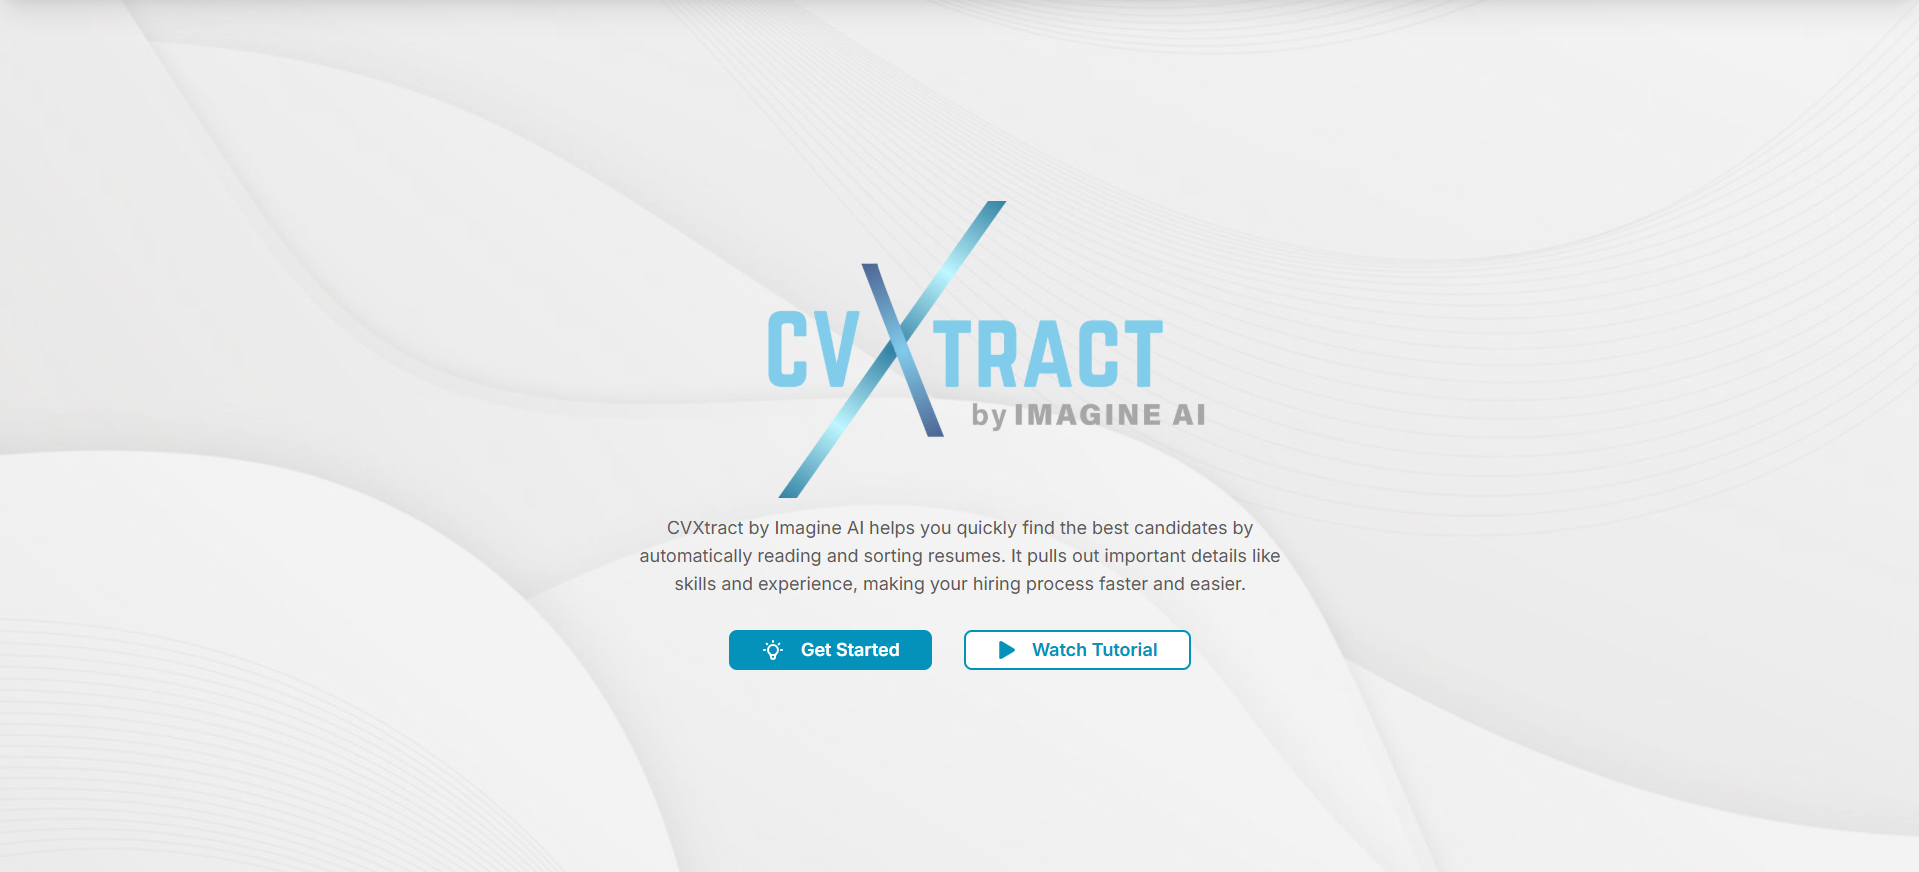 CVXTRACT
by IMAGINE AI
CVXtract by Imagine AI helps you quickly find the best candidates by
automatically reading and sorting resumes. It pulls out important details like
skills and experience, making your hiring process faster and easier.
Get Started
Watch Tutorial